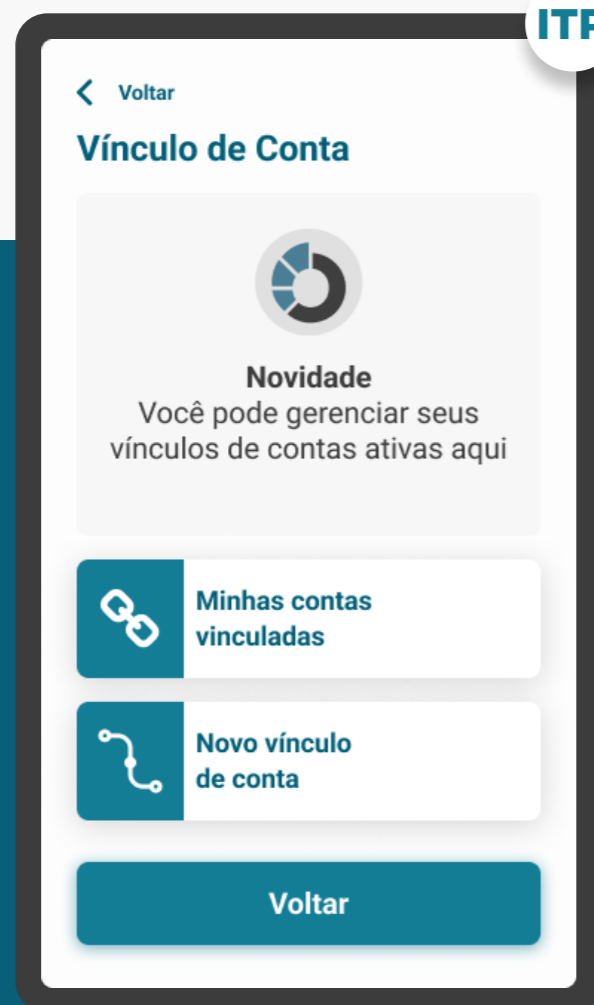 ITP
Voltar
Vínculo de Conta
Novidade
Você pode gerenciar seus
vínculos de contas ativas aqui
Minhas contas
vinculadas
Novo vínculo
de conta
Voltar